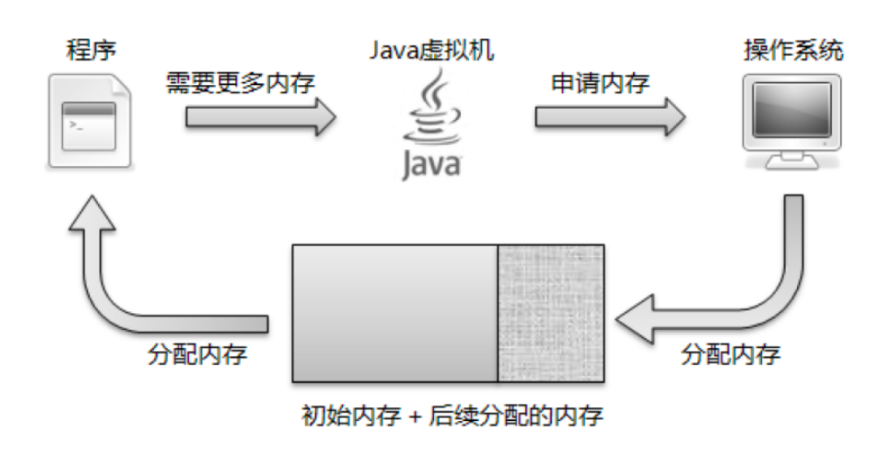 程序
Java虚拟机
操作系统
需要更多内存
申请内存
>_
Java
分配内存
分配内存
初始内存 + 后续分配的内存